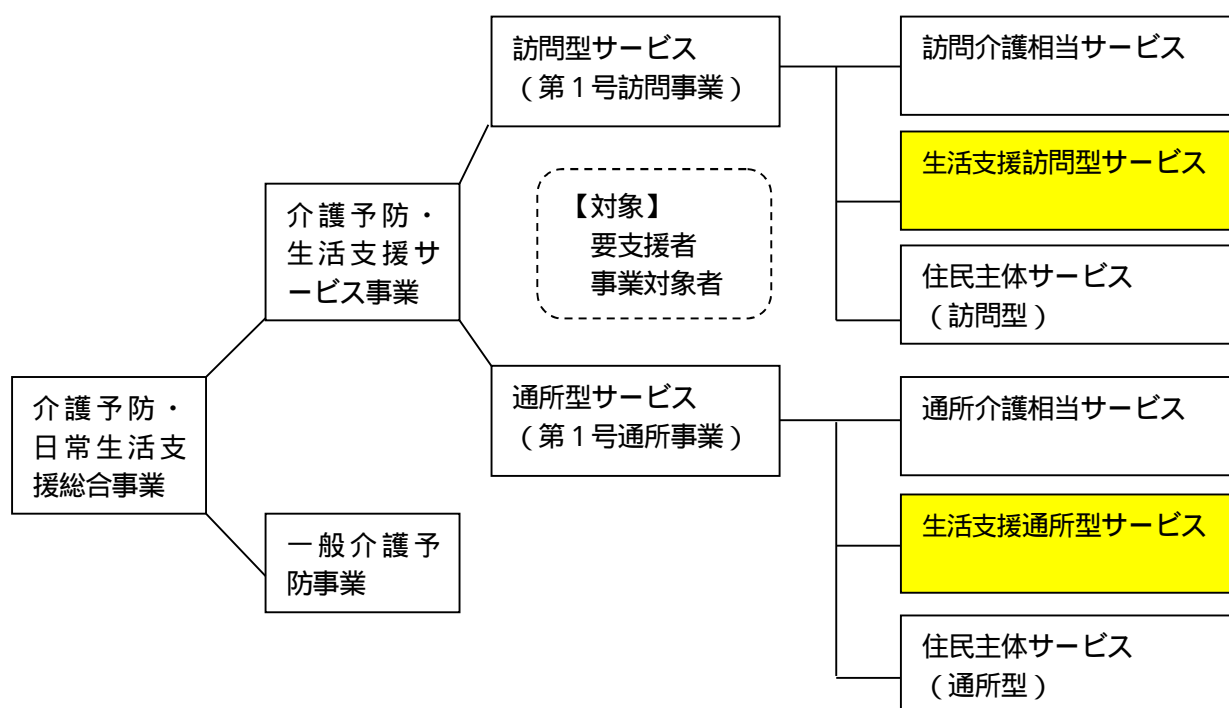 訪問型サービス
(第1号訪問事業)
訪問介護相当サービス
生活支援訪問型サービス
住民主体サービス
(訪問型)
【対象】
要支援者
事業対象者
介護予防・
生活支援サ
ービス事業
通所型サービス
(第1号通所事業)
通所介護相当サービス
生活支援通所型サービス
住民主体サービス
(通所型)
介護予防・
日常生活支
援総合事業
一般介護予
防事業